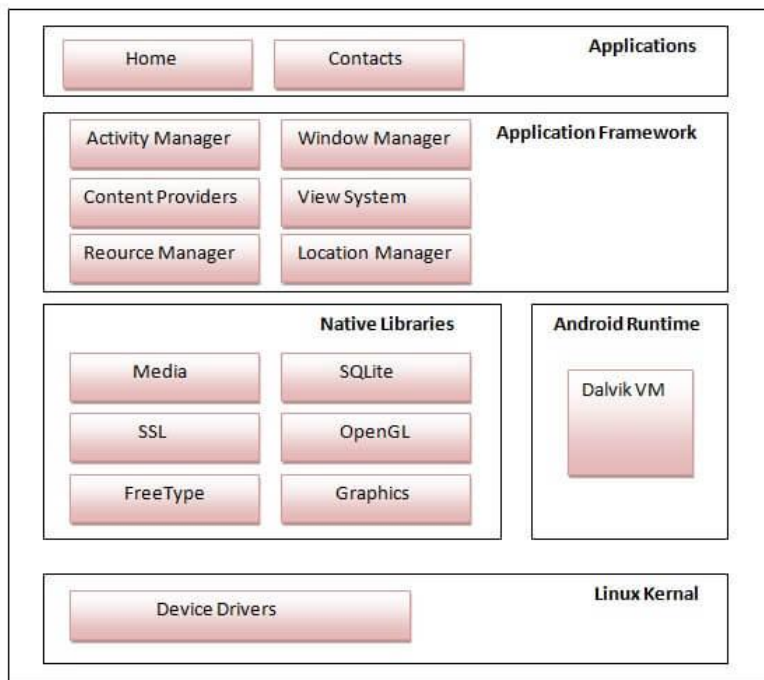 Applications
Home
Contacts
Application Framework
Activity Manager
Window Manager
Content Providers
View System
Reource Manager
Location Manager
Native Libraries
Media
SQLite
SSL
OpenGL
FreeType
Graphics
Android Runtime
Dalvik VM
Linux Kernal
Device Drivers